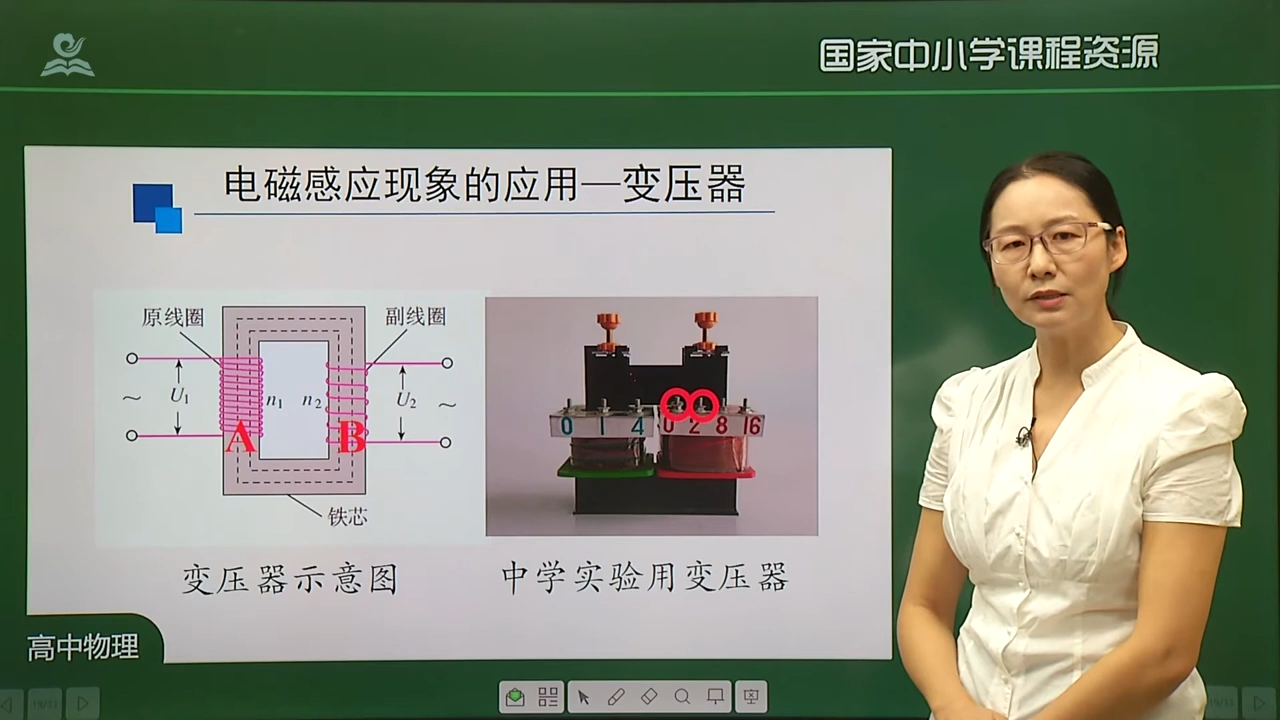 国家中小学课程资源
电磁感应现象的应用—变压器
原线圈
副线圈
~ U₁ n₁ n₂ U₂ ~
A B
铁芯
0 1 4 0 2 8 16
变压器示意图
中学实验用变压器
高中物理